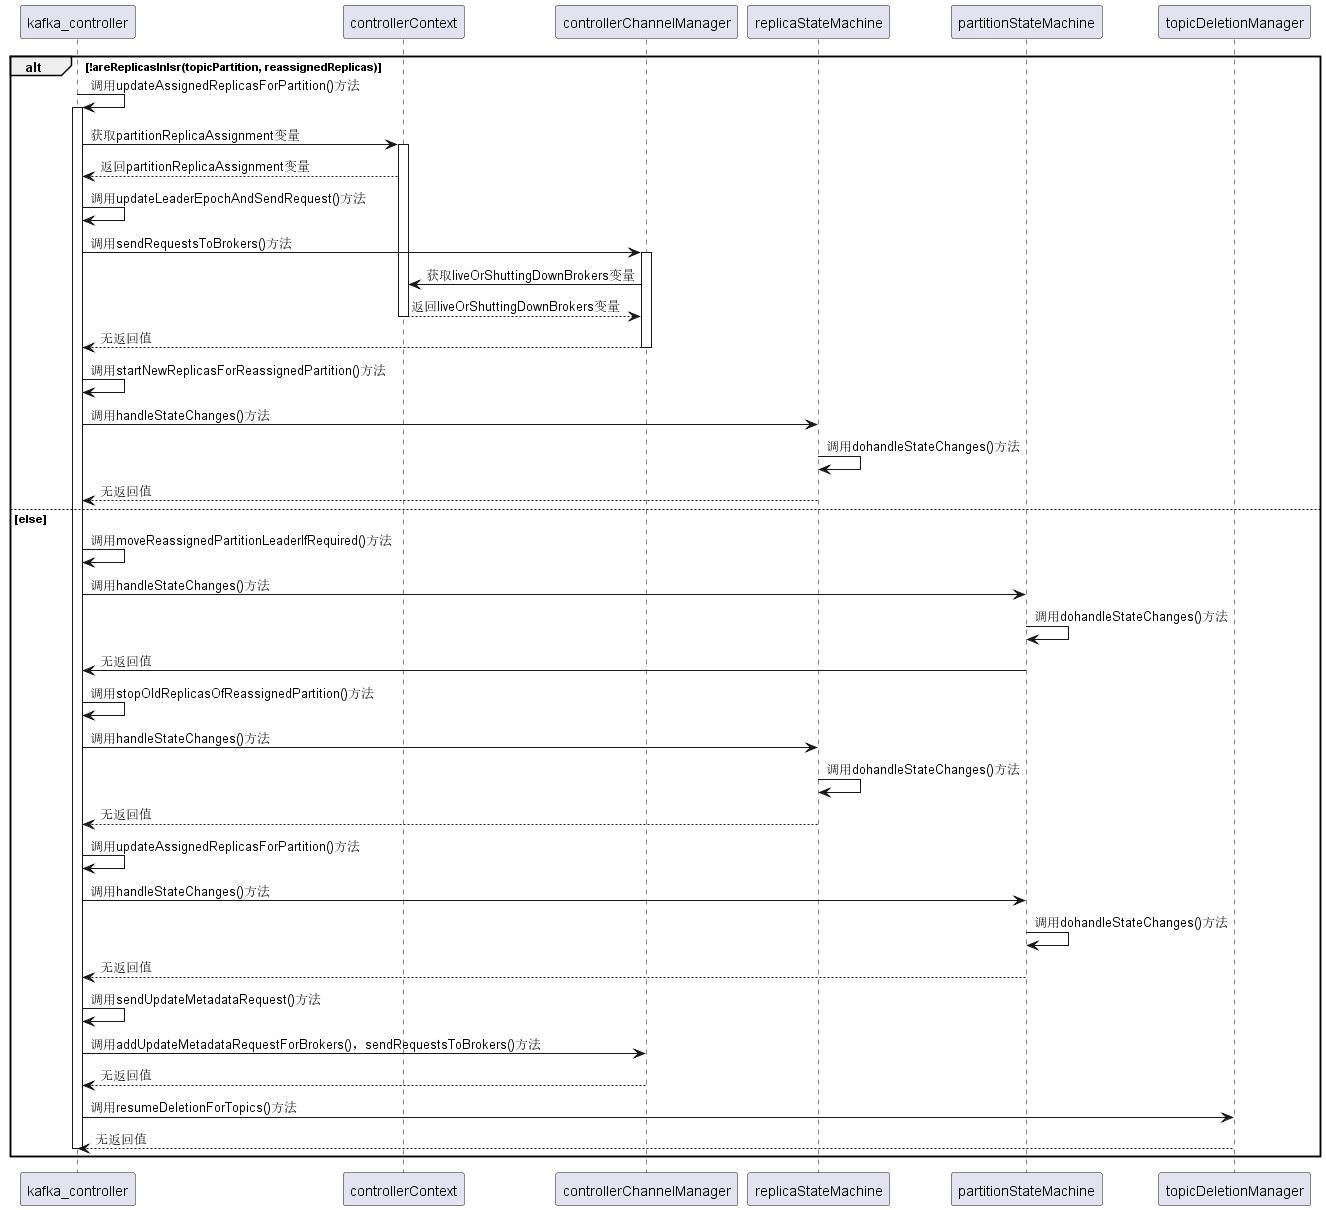 kafka_controller
controllerContext
controllerChannelManager
replicaStateMachine
partitionStateMachine
topicDeletionManager
alt
[!areReplicasInIsr(topicPartition, reassignedReplicas)]
调用updateAssignedReplicasForPartition()方法
获取partitionReplicaAssignment变量
返回partitionReplicaAssignment变量
调用updateLeaderEpochAndSendRequest()方法
调用sendRequestsToBrokers()方法
获取liveOrShuttingDownBrokers变量
返回liveOrShuttingDownBrokers变量
无返回值
调用startNewReplicasForReassignedPartition()方法
调用handleStateChanges()方法
调用dohandleStateChanges()方法
无返回值
[else]
调用moveReassignedPartitionLeaderIfRequired()方法
调用handleStateChanges()方法
调用dohandleStateChanges()方法
无返回值
调用stopOldReplicasOfReassignedPartition()方法
调用handleStateChanges()方法
调用dohandleStateChanges()方法
无返回值
调用updateAssignedReplicasForPartition()方法
调用handleStateChanges()方法
调用dohandleStateChanges()方法
无返回值
调用sendUpdateMetadataRequest()方法
调用addUpdateMetadataRequestForBrokers()，sendRequestsToBrokers()方法
无返回值
调用resumeDeletionForTopics()方法
无返回值
kafka_controller
controllerContext
controllerChannelManager
replicaStateMachine
partitionStateMachine
topicDeletionManager